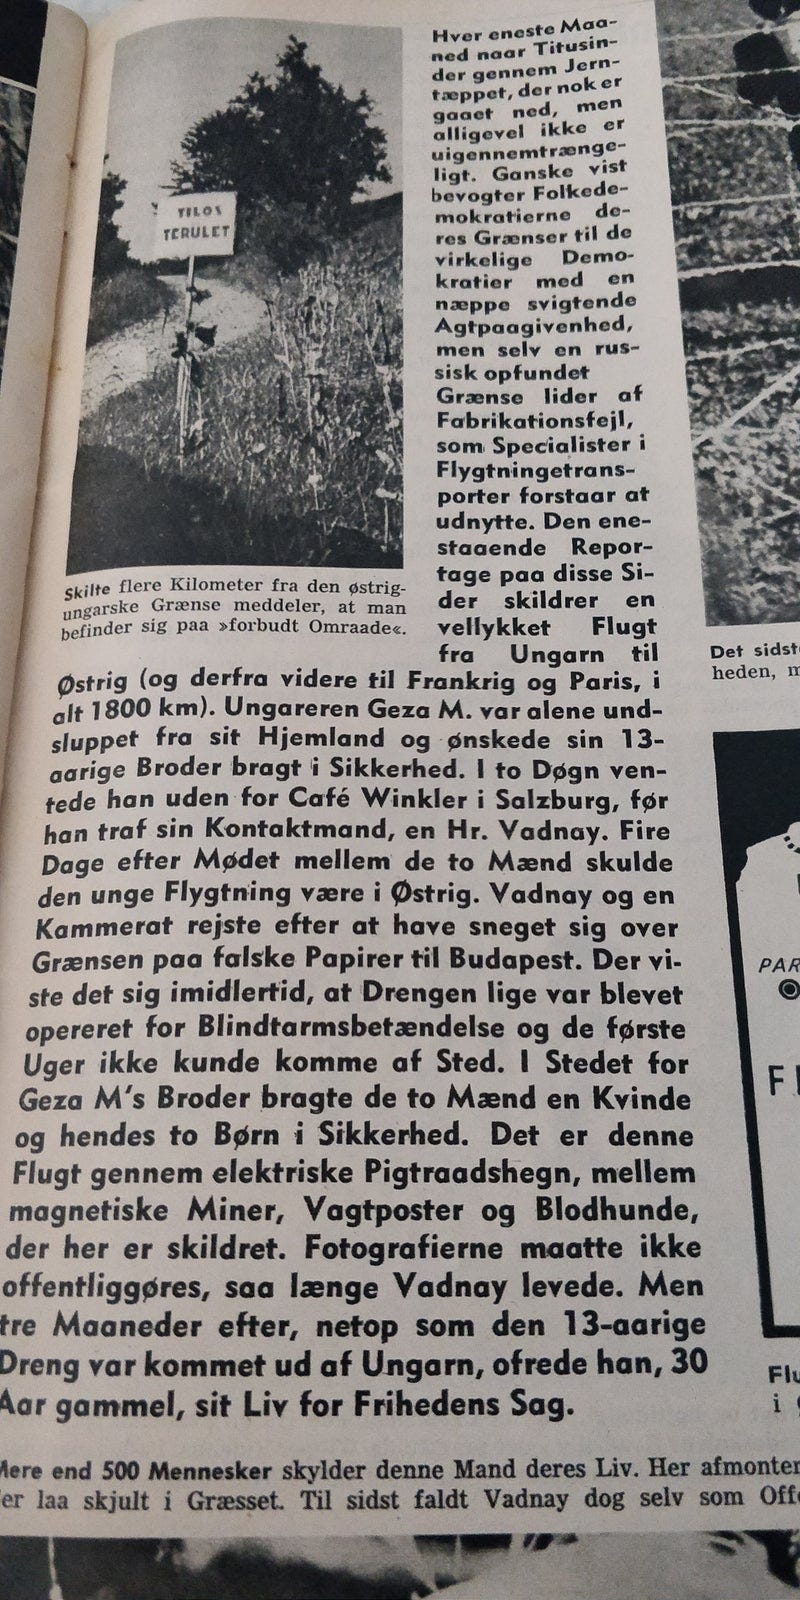 TILOS
TERULET
Skilte flere Kilometer fra den østrig-
ungarske Grænse meddeler, at man
befinder sig paa »forbudt Omraade«.
Hver eneste Maa-
ned naar Titusin-
der gennem Jern-
tæppet, der nok er
gaaet ned, men
alligevel ikke er
uigennemtrænge-
ligt. Ganske vist
bevogter Folkede-
mokratierne de-
res Grænser til de
virkelige Demo-
kratier med en
næppe svigtende
Agtpaagivenhed,
men selv en rus-
sisk opfundet
Grænse lider af
Fabrikationsfejl,
som Specialister i
Flygtningetrans-
porter forstaar at
udnytte. Den ene-
staaende Repor-
tage paa disse Si-
der skildrer en
vellykket Flugt
fra Ungarn til
Østrig (og derfra videre til Frankrig og Paris, i
alt 1800 km). Ungareren Geza M. var alene und-
sluppet fra sit Hjemland og ønskede sin 13-
aarige Broder bragt i Sikkerhed. I to Døgn ven-
tede han uden for Café Winkler i Salzburg, før
han traf sin Kontaktmand, en Hr. Vadnay. Fire
Dage efter Mødet mellem de to Mænd skulde
den unge Flygtning være i Østrig. Vadnay og en
Kammerat rejste efter at have sneget sig over
Grænsen paa falske Papirer til Budapest. Der vi-
ste det sig imidlertid, at Drengen lige var blevet
opereret for Blindtarmsbetændelse og de første
Uger ikke kunde komme af Sted. I Stedet for
Geza M's Broder bragte de to Mænd en Kvinde
og hendes to Børn i Sikkerhed. Det er denne
Flugt gennem elektriske Pigtraadshegn, mellem
magnetiske Miner, Vagtposter og Blodhunde,
der her er skildret. Fotografierne maatte ikke
offentliggøres, saa længe Vadnay levede. Men
tre Maaneder efter, netop som den 13-aarige
Dreng var kommet ud af Ungarn, ofrede han, 30
Aar gammel, sit Liv for Frihedens Sag.
Mere end 500 Mennesker skylder denne Mand deres Liv. Her afmonter
er laa skjult i Græsset. Til sidst faldt Vadnay dog selv som Off
Det sidst
heden, m
PAR
F
Flu
i